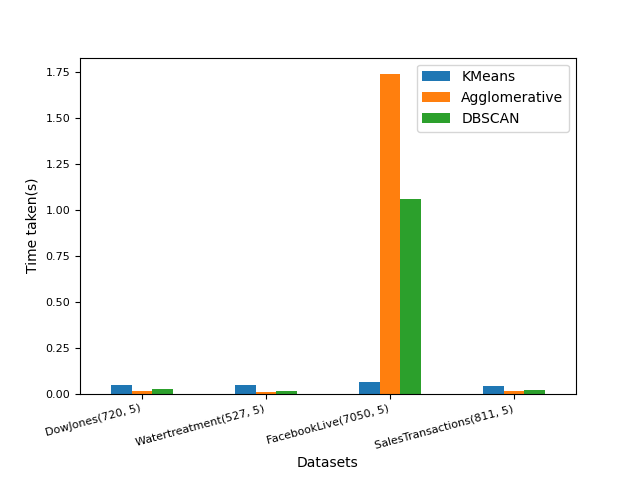 1.75
1.50
1.25
1.00
0.75
0.50
0.25
0.00
Time taken(s)
KMeans
Agglomerative
DBSCAN
DowJones(720, 5)
Watertreatment(527, 5)
FacebookLive(7050, 5)
SalesTransactions(811, 5)
Datasets